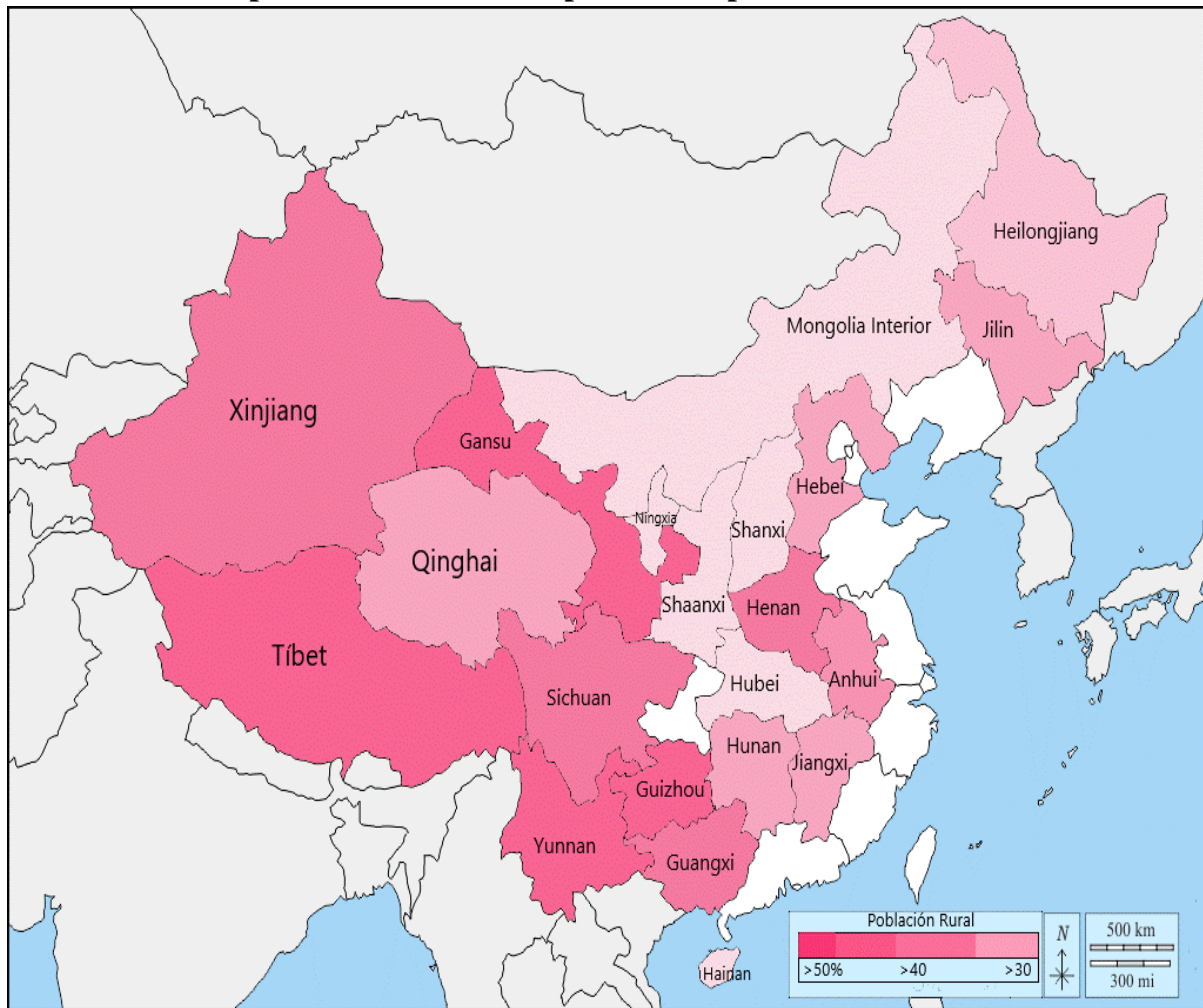 Heilongjiang
Mongolia Interior
Jilin
Xinjiang
Gansu
Hebei
Ningxia
Shanxi
Qinghai
Shaanxi
Henan
Tíbet
Anhui
Sichuan
Hubei
Hunan
Jiangxi
Guizhou
Yunnan
Guangxi
Hainan
Población Rural
>50% >40 >30
N
500 km
300 mi